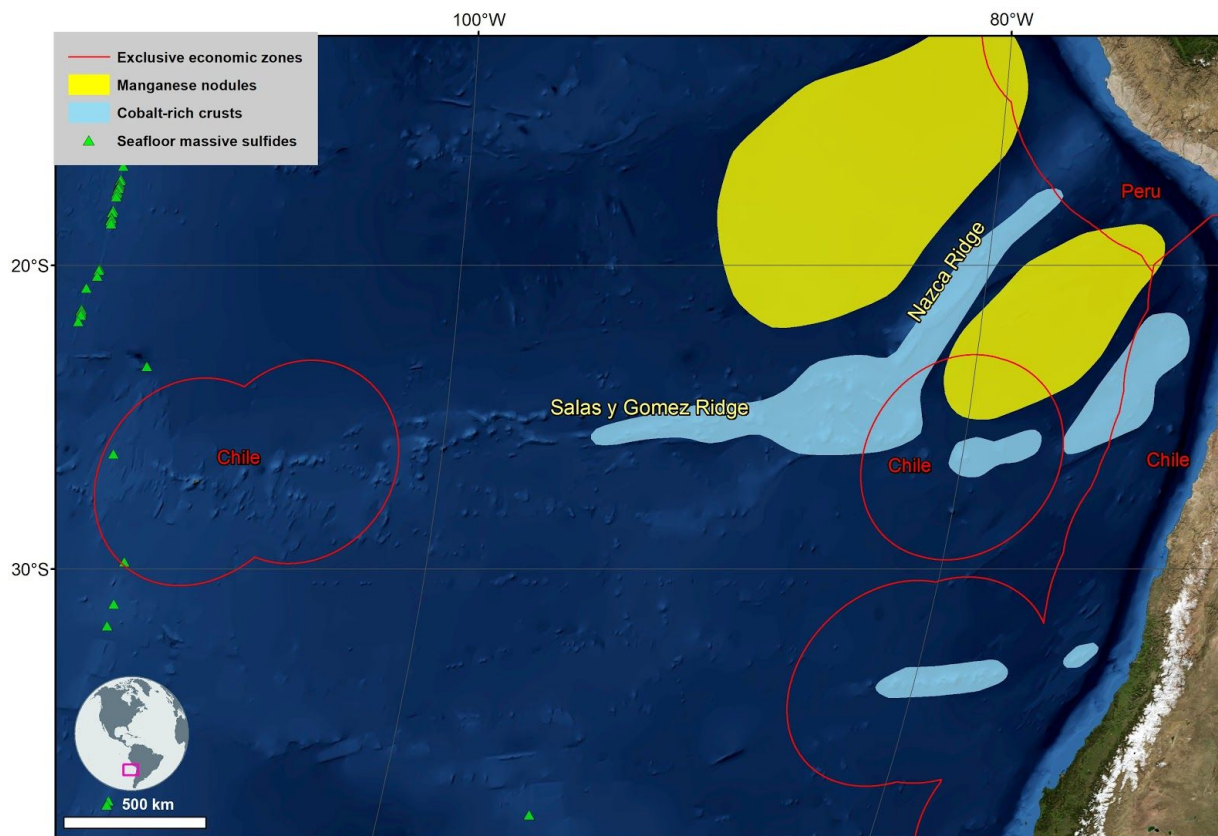 100°W
80°W
Exclusive economic zones
Manganese nodules
Cobalt-rich crusts
Seafloor massive sulfides
Peru
20°S
Nazca Ridge
Salas y Gomez Ridge
Chile
Chile
Chile
30°S
500 km